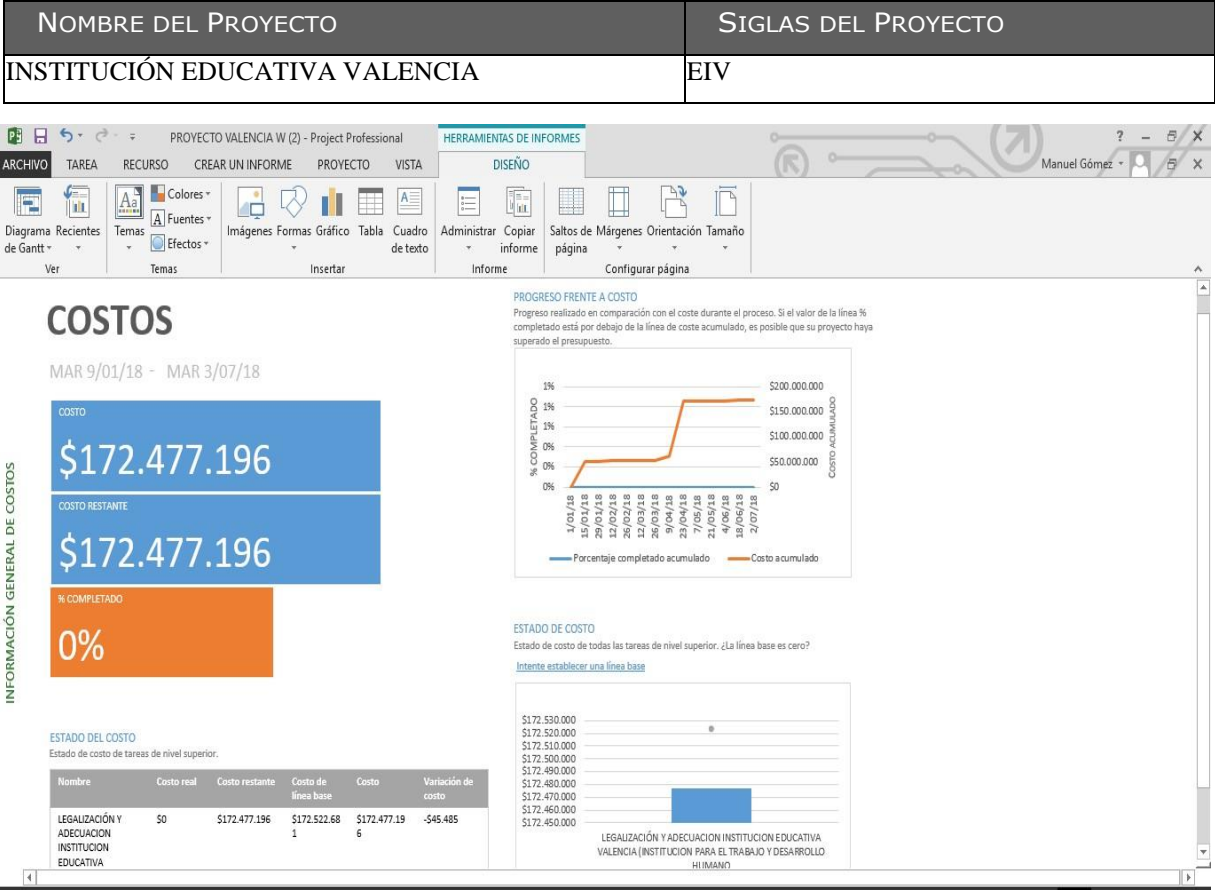 NOMBRE DEL PROYECTO
SIGLAS DEL PROYECTO
INSTITUCIÓN EDUCATIVA VALENCIA
EIV
PROYECTO VALENCIA W (2) - Project Professional
HERRAMIENTAS DE INFORMES
? 
ARCHIVO TAREA RECURSO CREAR UN INFORME PROYECTO VISTA DISEÑO
Manuel Gómez
Diagrama de Gantt
Recientes
Ver
Temas
Colores
Fuentes
Efectos
Temas
Imágenes Formas Gráfico Tabla Cuadro de texto
Insertar
Administrar
Copiar informe
Informe
Saltos de página
Márgenes Orientación Tamaño
Configurar página
INFORMACIÓN GENERAL DE COSTOS
COSTOS
MAR 9/01/18 - MAR 3/07/18
COSTO
$172.477.196
COSTO RESTANTE
$172.477.196
% COMPLETADO
0%
ESTADO DEL COSTO
Estado de costo de tareas de nivel superior.
Nombre Costo real Costo restante Costo de línea base Costo Variación de costo
LEGALIZACIÓN Y $0 $172.477.196 $172.522.68 $172.477.19 -$45.485
ADECUACION 1 6
INSTITUCION
EDUCATIVA
PROGRESO FRENTE A COSTO
Progreso realizado en comparación con el coste durante el proceso. Si el valor de la línea %
completado está por debajo de la línea de coste acumulado, es posible que su proyecto haya
superado el presupuesto.
% COMPLETADO
1%
1%
1%
0%
0%
0%
$200.000.000
$150.000.000
$100.000.000
$50.000.000
$0
COSTO ACUMULADO
1/01/18
15/01/18
29/01/18
12/02/18
26/02/18
12/03/18
26/03/18
9/04/18
23/04/18
7/05/18
21/05/18
4/06/18
18/06/18
2/07/18
Porcentaje completado acumulado
Costo acumulado
ESTADO DE COSTO
Estado de costo de todas las tareas de nivel superior. ¿La línea base es cero?
Intente establecer una línea base
$172.530.000
$172.520.000
$172.510.000
$172.500.000
$172.490.000
$172.480.000
$172.470.000
$172.460.000
$172.450.000
LEGALIZACIÓN Y ADECUACION INSTITUCION EDUCATIVA
VALENCIA (INSTITUCION PARA EL TRABAJO Y DESARROLLO
HUMANO